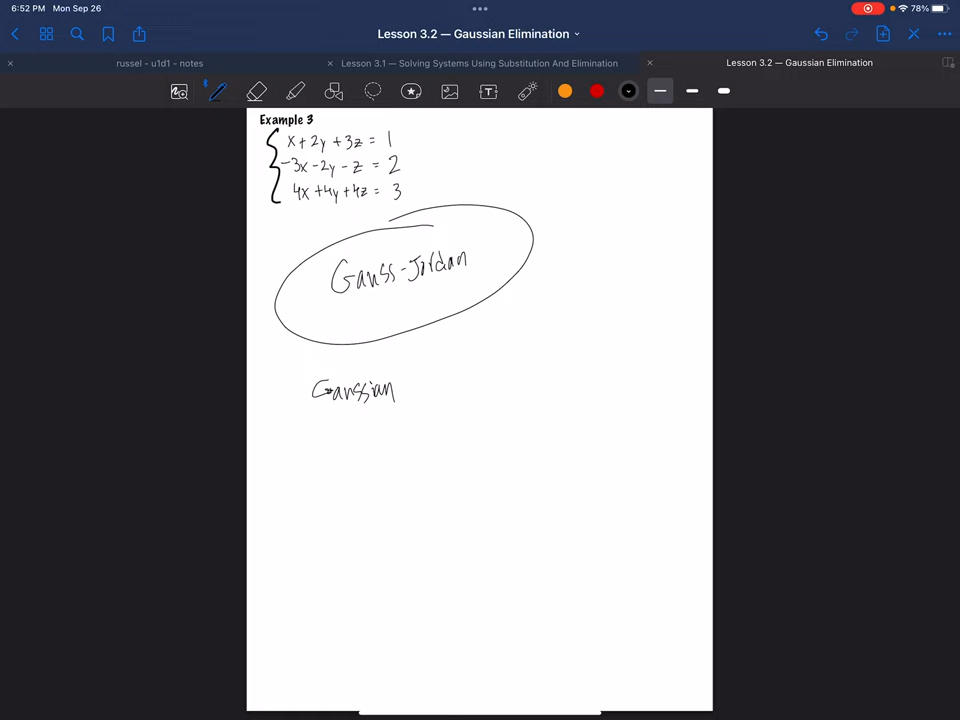 6:52 PM Mon Sep 26
78%
Lesson 3.2 — Gaussian Elimination
russel - u1d1 - notes
Lesson 3.1 — Solving Systems Using Substitution And Elimination
Lesson 3.2 — Gaussian Elimination
Example 3
x + 2y + 3z = 1
-3x - 2y - z = 2
4x + 4y + 4z = 3
Gauss-Jordan
Gaussian